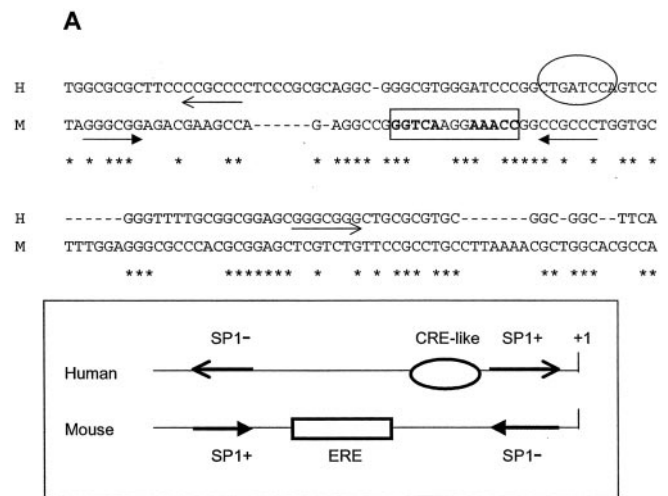 A
H TGGCGCGCTTCCCCGCCCCTCCCGCGCAGGC-GGGCGTGGGATCCCGGCTGATCCAGTCC
M TAGGGCGGAGACGAAGCCA------G-AGGCCGGGTCAAGGAAACCGGCCGCCCTGGTGC
* * *** * ** * **** *** *** ***** * ** **
H ------GGGTTTTGCGGCGGAGCGGGCGGGCTGCGCGTGC------GGC-GGC--TTCA
M TTTGGAGGGCGCCCACGCGGAGCTCGTCTGTTCCGCCTGCCTTAAAACGCTGGCACGCCA
*** ******* * * * ** *** ** ** **
SP1− CRE-like SP1+ +1
Human
Mouse
SP1+ ERE SP1−